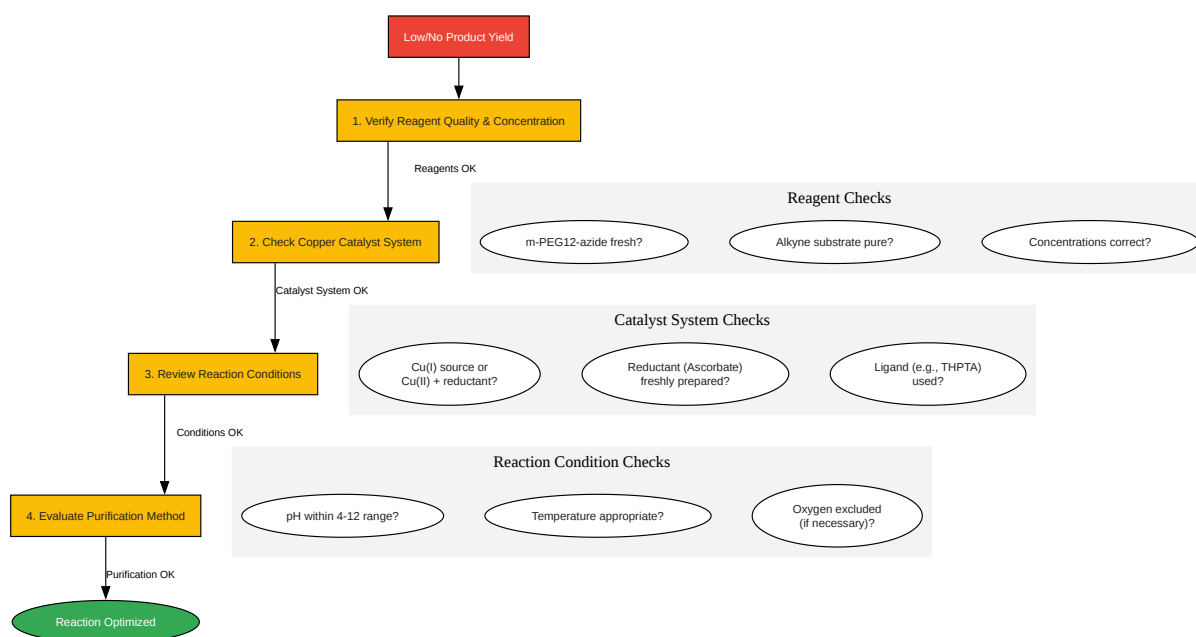 Low/No Product Yield
1. Verify Reagent Quality & Concentration
Reagents OK
Reagent Checks
2. Check Copper Catalyst System
m-PEG12-azide fresh?
Alkyne substrate pure?
Concentrations correct?
Catalyst System OK
Catalyst System Checks
3. Review Reaction Conditions
Cu(I) source or
Cu(II) + reductant?
Reductant (Ascorbate)
freshly prepared?
Ligand (e.g., THPTA)
used?
Conditions OK
Reaction Condition Checks
4. Evaluate Purification Method
pH within 4-12 range?
Temperature appropriate?
Oxygen excluded
(if necessary)?
Purification OK
Reaction Optimized